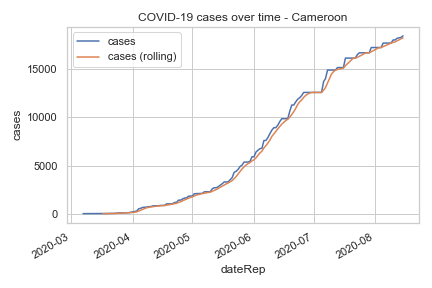 COVID-19 cases over time - Cameroon
cases
cases (rolling)
15000
10000
5000
0
cases
2020-03
2020-04
2020-05
2020-06
2020-07
2020-08
dateRep